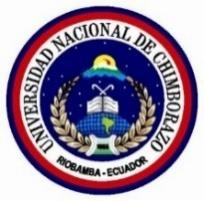 UNIVERSIDAD NACIONAL DE CHIMBORAZO
RIOBAMBA - ECUADOR